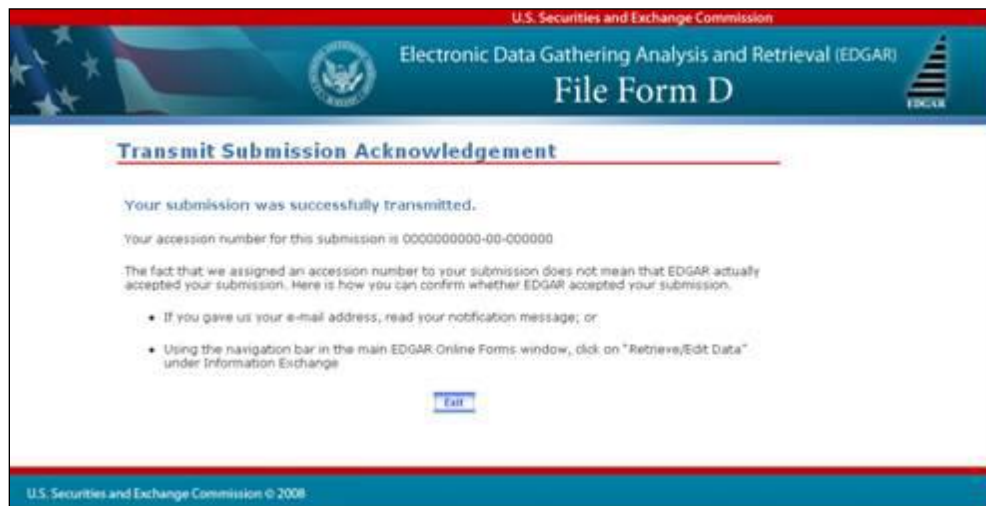 U.S. Securities and Exchange Commission
Electronic Data Gathering Analysis and Retrieval (EDGAR)
File Form D
EDGAR
Transmit Submission Acknowledgement
Your submission was successfully transmitted.
Your accession number for this submission is 0000000000-00-000000
The fact that we assigned an accession number to your submission does not mean that EDGAR actually
accepted your submission. Here is how you can confirm whether EDGAR accepted your submission.
• If you gave us your e-mail address, read your notification message; or
• Using the navigation bar in the main EDGAR Online Forms window, click on "Retrieve/Edit Data"
under Information Exchange
Exit
U.S. Securities and Exchange Commission © 2008